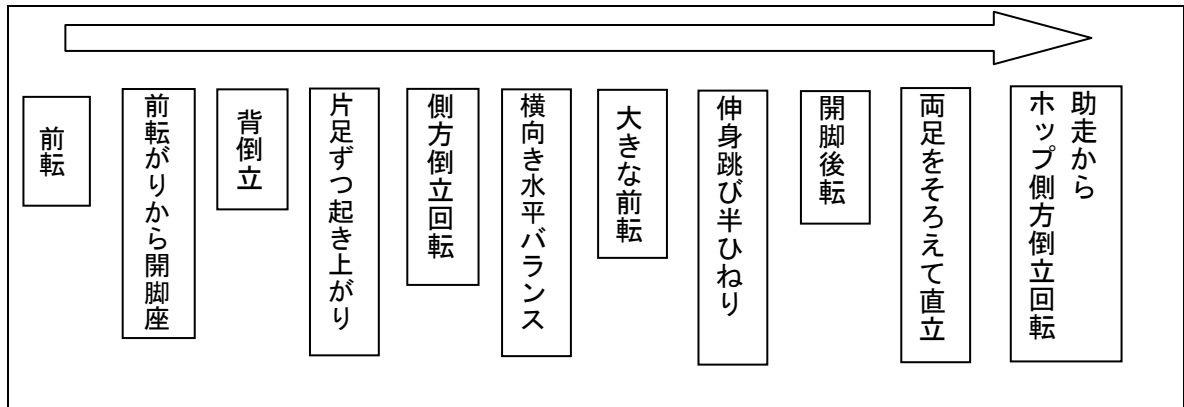 前転
前転がりから開脚座
背倒立
片足ずつ起き上がり
側方倒立回転
横向き水平バランス
大きな前転
伸身跳び半ひねり
開脚後転
両足をそろえて直立
助走から
ホップ側方倒立回転